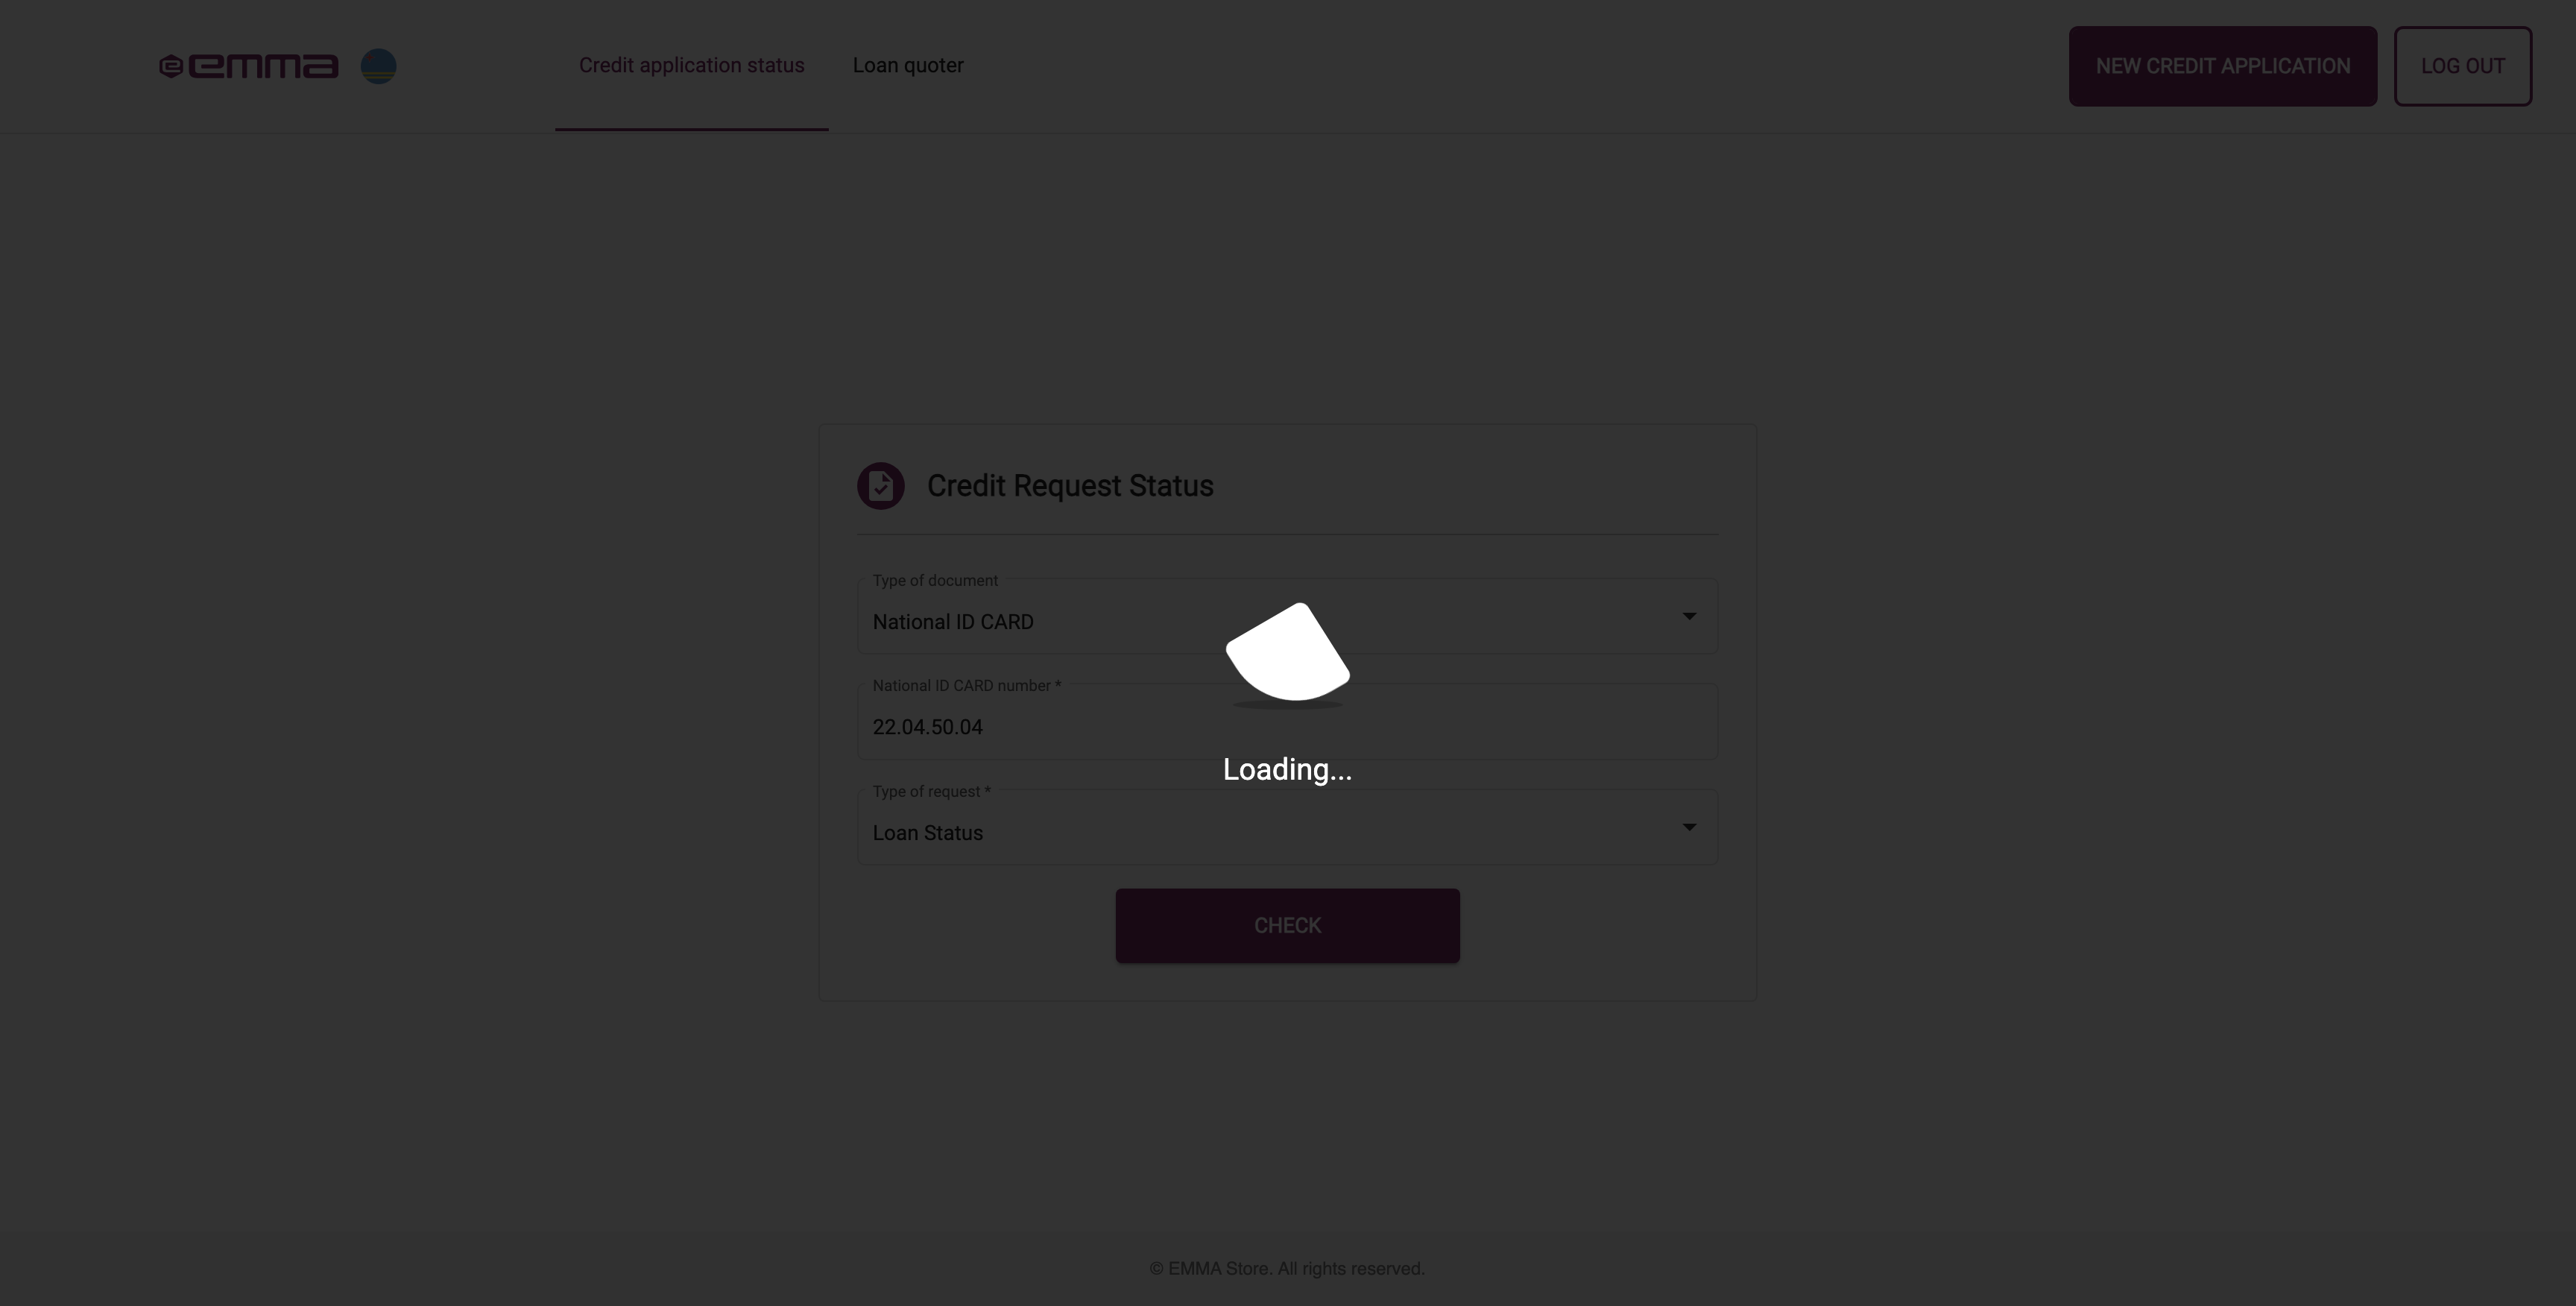 emma
Credit application status
Loan quoter
NEW CREDIT APPLICATION
LOG OUT
Credit Request Status
Type of document
National ID CARD
National ID CARD number *
22.04.50.04
Loading...
Type of request *
Loan Status
CHECK
© EMMA Store. All rights reserved.